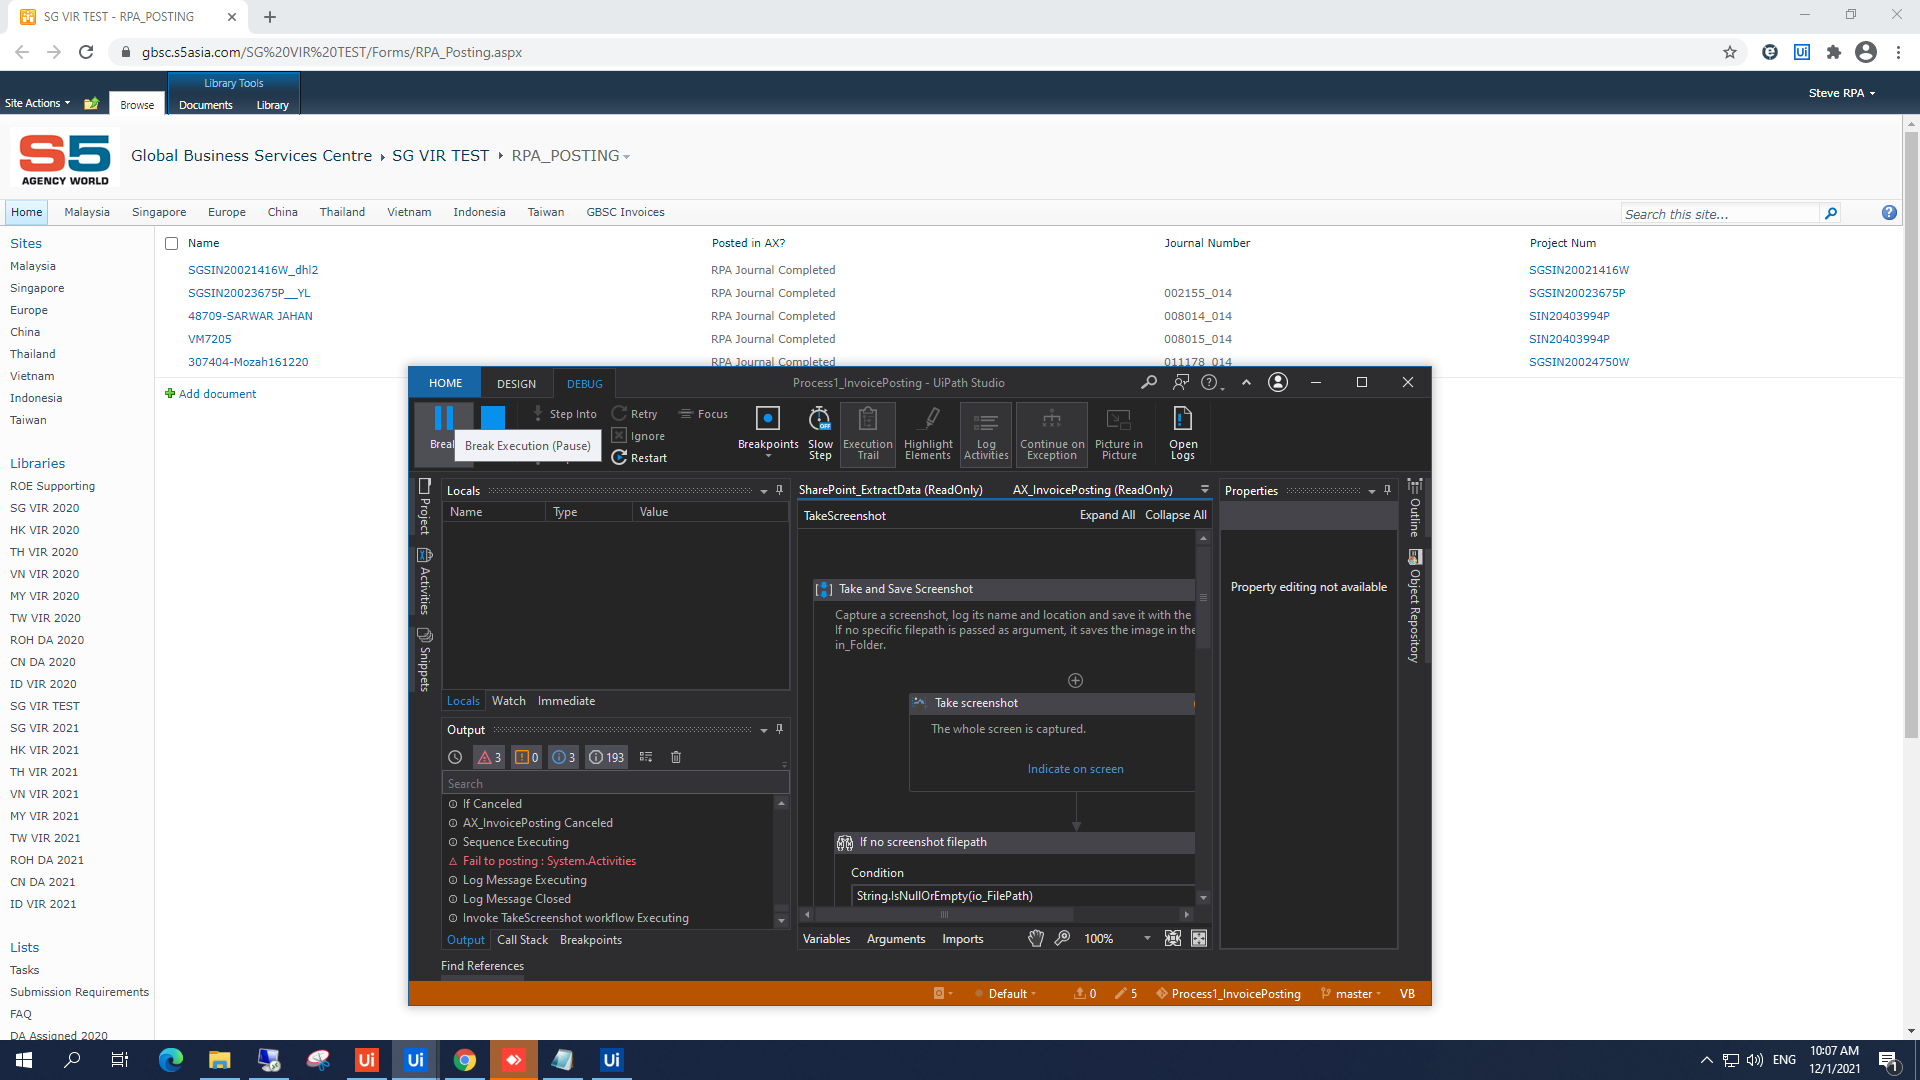 SG VIR TEST - RPA_POSTING
gbsc.s5asia.com/SG%20VIR%20TEST/Forms/RPA_Posting.aspx
Library Tools
Site Actions
Browse
Documents
Library
Steve RPA
S5
AGENCY WORLD
Global Business Services Centre
SG VIR TEST
RPA_POSTING
Home
Malaysia
Singapore
Europe
China
Thailand
Vietnam
Indonesia
Taiwan
GBSC Invoices
Search this site...
Sites
Malaysia
Singapore
Europe
China
Thailand
Vietnam
Indonesia
Taiwan
Libraries
ROE Supporting
SG VIR 2020
HK VIR 2020
TH VIR 2020
VN VIR 2020
MY VIR 2020
TW VIR 2020
ROH DA 2020
CN DA 2020
ID VIR 2020
SG VIR TEST
SG VIR 2021
HK VIR 2021
TH VIR 2021
VN VIR 2021
MY VIR 2021
TW VIR 2021
ROH DA 2021
CN DA 2021
ID VIR 2021
Lists
Tasks
Submission Requirements
FAQ
DA Assigned 2020
Name Posted in AX? Journal Number Project Num
SGSIN20021416W_dhl2 RPA Journal Completed SGSIN20021416W
SGSIN20023675P__YL RPA Journal Completed 002155_014 SGSIN20023675P
48709-SARWAR JAHAN RPA Journal Completed 008014_014 SIN20403994P
VM7205 RPA Journal Completed 008015_014 SIN20403994P
307404-Mozah161220 RPA Journal Completed 011178_014 SGSIN20024750W
Add document
HOME
DESIGN
DEBUG
Process1_InvoicePosting - UiPath Studio
Break
Break Execution (Pause)
Step Into
Retry
Ignore
Restart
Focus
Breakpoints
Slow Step
Execution Trail
Highlight Elements
Log Activities
Continue on Exception
Picture in Picture
Open Logs
Project
Activities
Snippets
Locals
Name Type Value
Locals Watch Immediate
Output
3 0 3 193
Search
If Canceled
AX_InvoicePosting Canceled
Sequence Executing
Fail to posting : System.Activities
Log Message Executing
Log Message Closed
Invoke TakeScreenshot workflow Executing
Output Call Stack Breakpoints
Find References
SharePoint_ExtractData (ReadOnly)
AX_InvoicePosting (ReadOnly)
TakeScreenshot
Expand All
Collapse All
Take and Save Screenshot
Capture a screenshot, log its name and location and save it with the
If no specific filepath is passed as argument, it saves the image in the
in_Folder.
Take screenshot
The whole screen is captured.
Indicate on screen
If no screenshot filepath
Condition
String.IsNullOrEmpty(io_FilePath)
Variables
Arguments
Imports
100%
Properties
Property editing not available
Outline
Object Repository
Default
0
5
Process1_InvoicePosting
master
VB
Ui
Ui
Ui
ENG
10:07 AM
12/1/2021
1